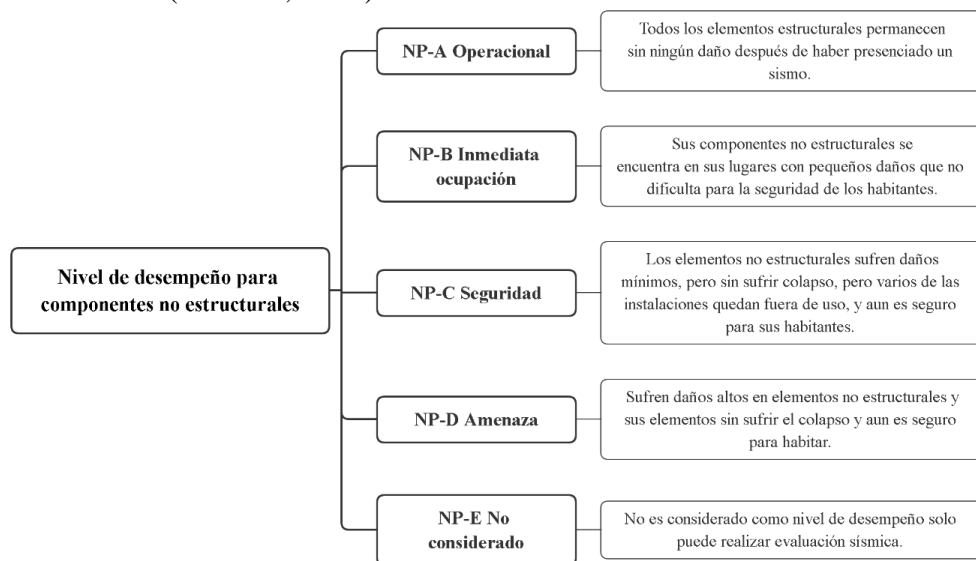 NP-A Operacional
Todos los elementos estructurales permanecen
sin ningún daño después de haber presenciado un
sismo.
NP-B Inmediata
ocupación
Sus componentes no estructurales se
encuentra en sus lugares con pequeños daños que no
dificulta para la seguridad de los habitantes.
Nivel de desempeño para
componentes no estructurales
NP-C Seguridad
Los elementos no estructurales sufren daños
mínimos, pero sin sufrir colapso, pero varios de las
instalaciones quedan fuera de uso, y aun es seguro
para sus habitantes.
NP-D Amenaza
Sufren daños altos en elementos no estructurales y
sus elementos sin sufrir el colapso y aun es seguro
para habitar.
NP-E No
considerado
No es considerado como nivel de desempeño solo
puede realizar evaluación sísmica.